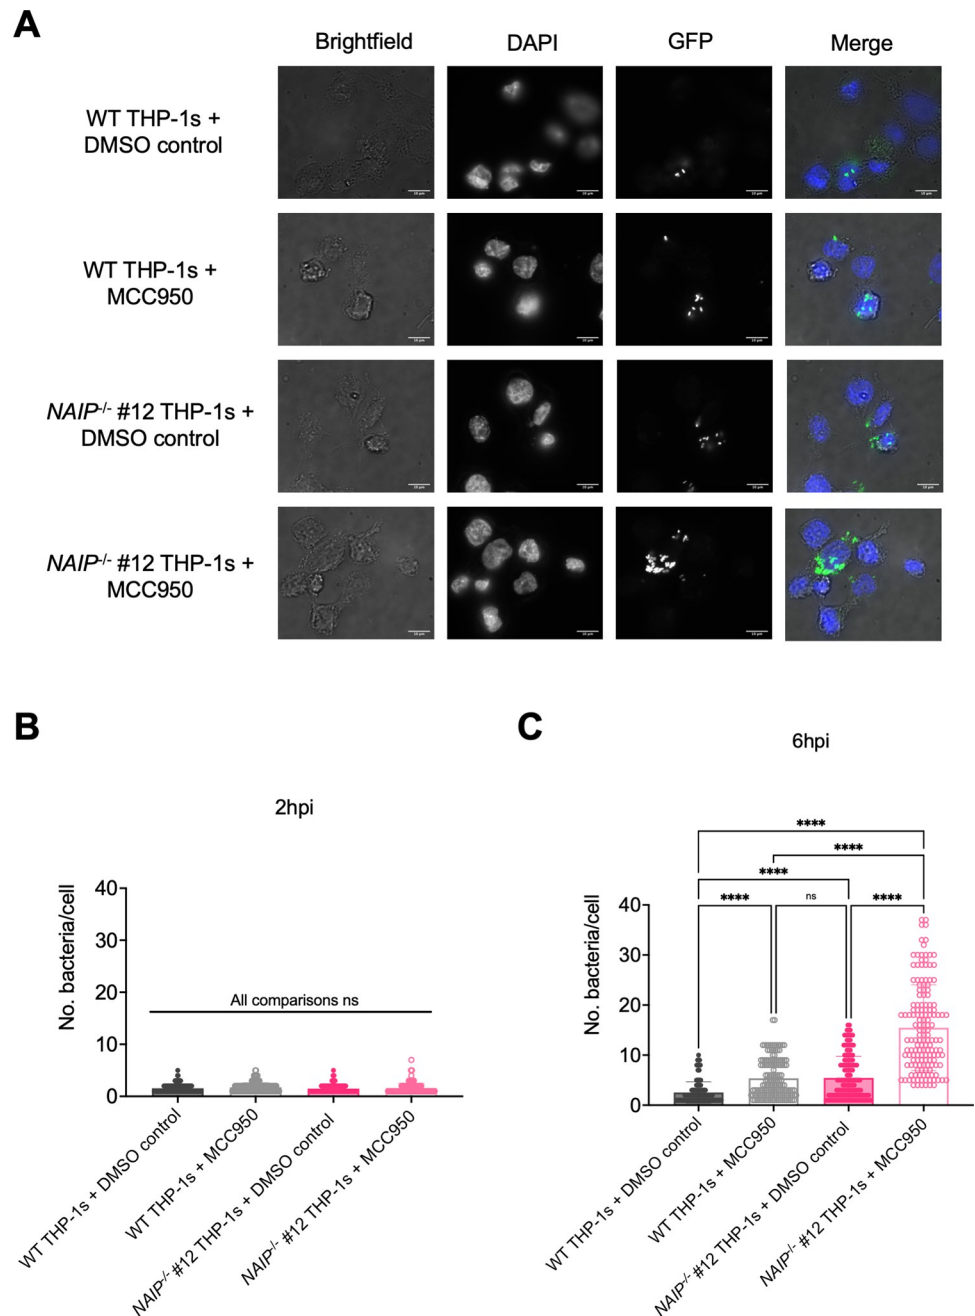 A
Brightfield DAPI GFP Merge
WT THP-1s +
DMSO control
WT THP-1s +
MCC950
NAIP-/- #12 THP-1s +
DMSO control
NAIP-/- #12 THP-1s +
MCC950
B
2hpi
No. bacteria/cell
40
30
20
10
0
All comparisons ns
WT THP-1s + DMSO control
WT THP-1s + MCC950
NAIP-/- #12 THP-1s + DMSO control
NAIP-/- #12 THP-1s + MCC950
C
6hpi
No. bacteria/cell
40
30
20
10
0
****
****
****
**** ns ****
WT THP-1s + DMSO control
WT THP-1s + MCC950
NAIP-/- #12 THP-1s + DMSO control
NAIP-/- #12 THP-1s + MCC950